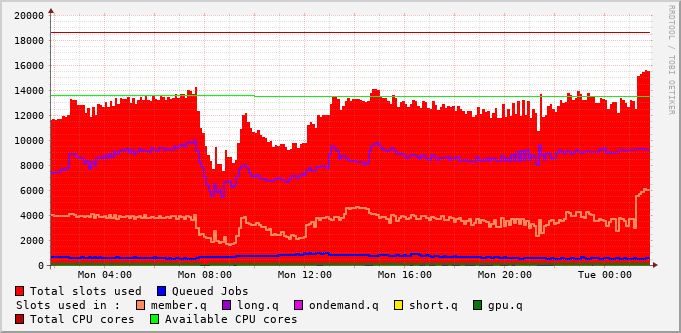 20000
18000
16000
14000
12000
10000
8000
6000
4000
2000
0
Mon 04:00 Mon 08:00 Mon 12:00 Mon 16:00 Mon 20:00 Tue 00:00
RRDTOOL / TOBI OETIKER
Total slots used Queued Jobs
Slots used in : member.q long.q ondemand.q short.q gpu.q
Total CPU cores Available CPU cores